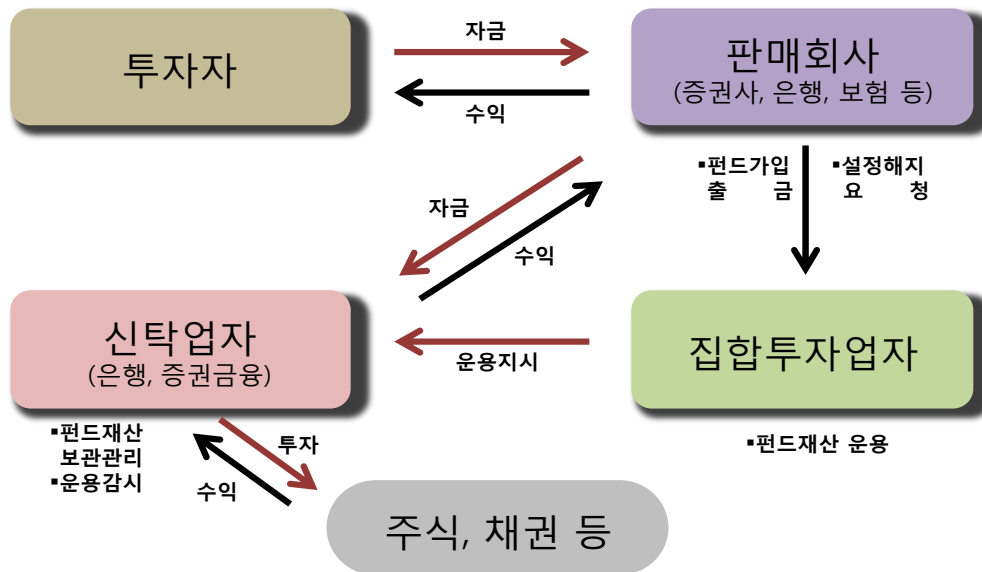 투자자
자금
수익
판매회사
(증권사, 은행, 보험 등)
▪펀드가입
출 금
▪설정해지
요 청
자금
수익
신탁업자
(은행, 증권금융)
운용지시
집합투자업자
▪펀드재산
보관관리
▪운용감시
투자
수익
▪펀드재산 운용
주식, 채권 등